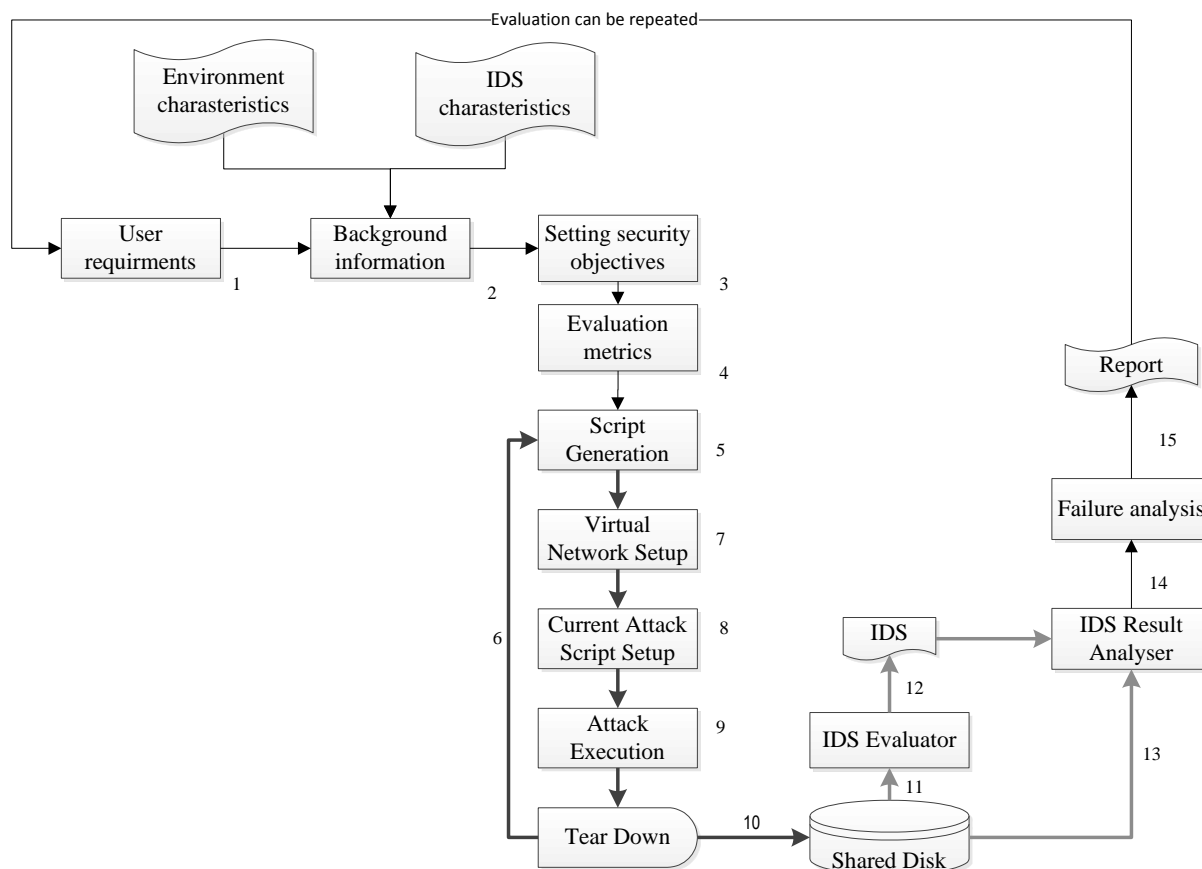 Evaluation can be repeated
Environment
charasteristics
IDS
charasteristics
User
requirments
1
Background
information
2
Setting security
objectives
3
Evaluation
metrics
4
Script
Generation
5
6
Virtual
Network Setup
7
Current Attack
Script Setup
8
Attack
Execution
9
Tear Down
10
Shared Disk
11
IDS Evaluator
12
IDS
13
IDS Result
Analyser
14
Failure analysis
15
Report